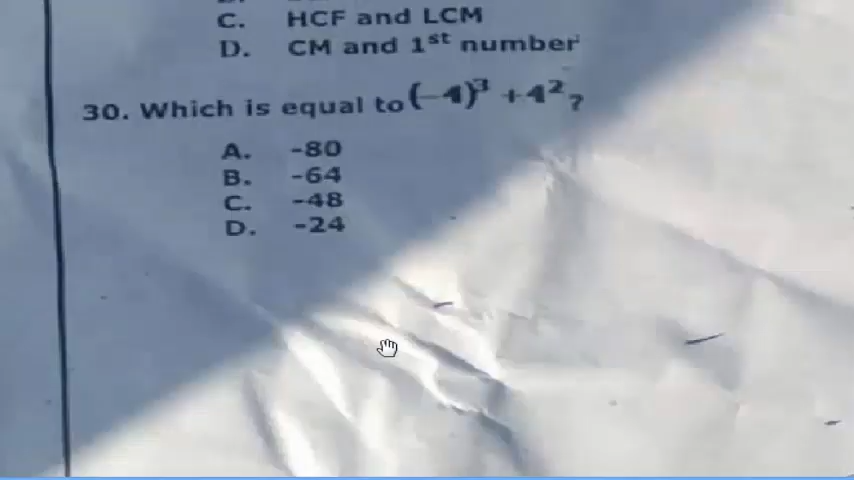 C. HCF and LCM
D. CM and 1st number
30. Which is equal to (-4)³ +4²?
A. -80
B. -64
C. -48
D. -24